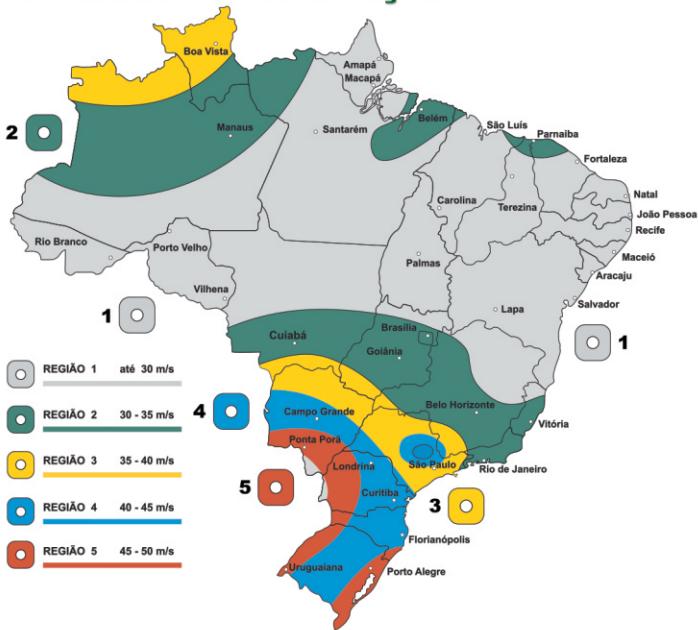 Boa Vista
Amapá
Macapá
2
Manaus
Santarém
Belém
São Luís
Parnaiba
Fortaleza
Natal
João Pessoa
Recife
Maceió
Aracaju
Salvador
Carolina
Terezina
Rio Branco
Porto Velho
Vilhena
Palmas
Lapa
1
1
Cuiabá
Brasília
Goiânia
REGIÃO 1 até 30 m/s
REGIÃO 2 30 - 35 m/s
REGIÃO 3 35 - 40 m/s
REGIÃO 4 40 - 45 m/s
REGIÃO 5 45 - 50 m/s
4
Campo Grande
Belo Horizonte
Vitória
Ponta Porã
Londrina
São Paulo
Rio de Janeiro
5
Curitiba
3
Florianópolis
Uruguaiana
Porto Alegre